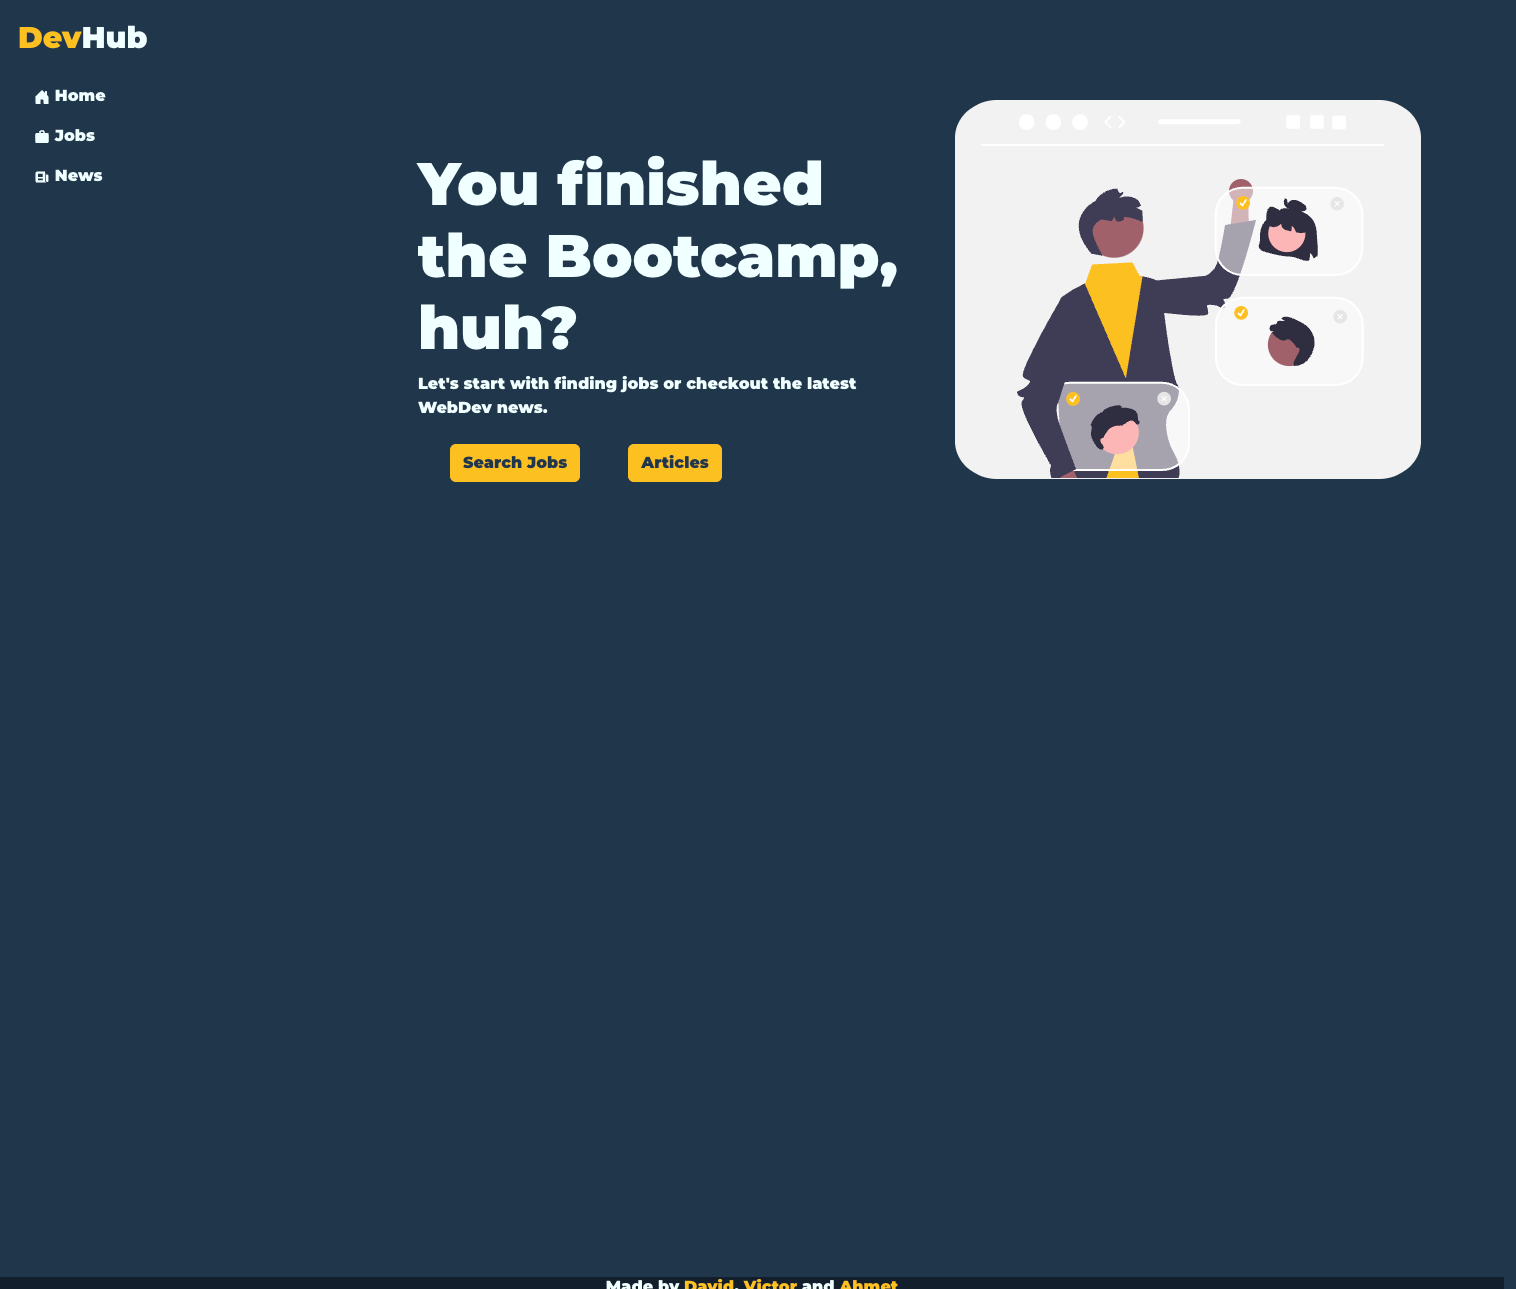 DevHub
Home
Jobs
News
You finished
the Bootcamp,
huh?
Let's start with finding jobs or checkout the latest
WebDev news.
Search Jobs
Articles
Made by David, Victor and Ahmet